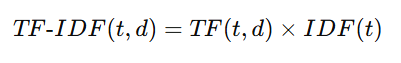 TF-IDF(t, d) = TF(t, d) × IDF(t)